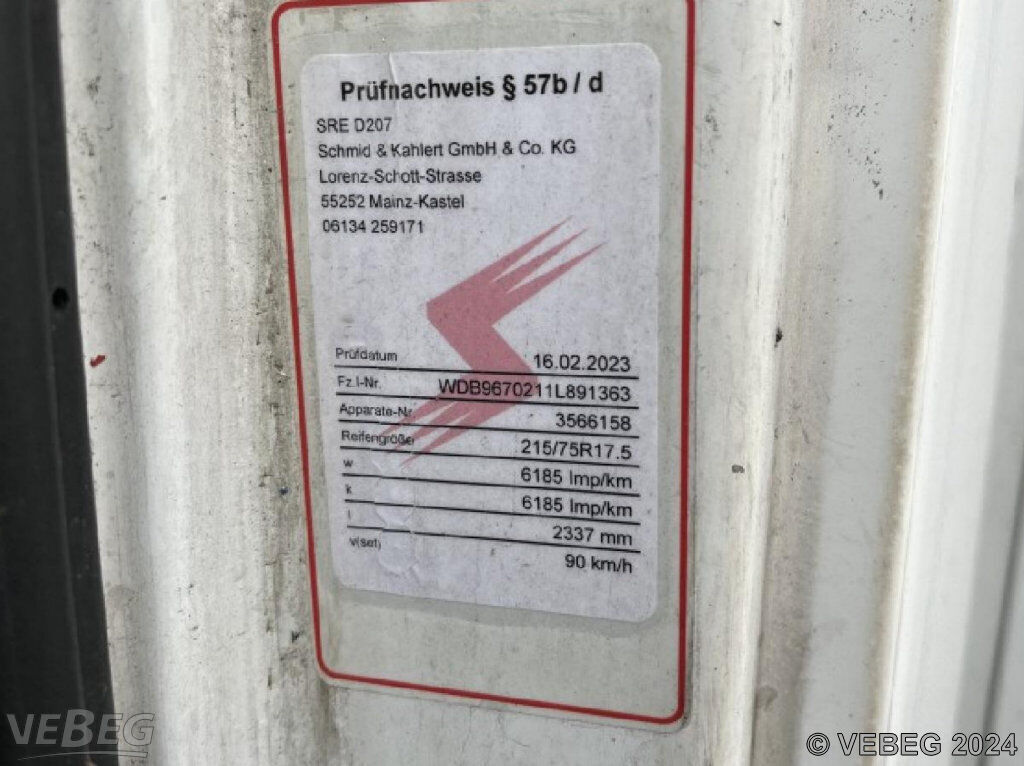 Prüfnachweis § 57b / d
SRE D207
Schmid & Kahlert GmbH & Co. KG
Lorenz-Schott-Strasse
55252 Mainz-Kastel
06134 259171
Prüfdatum 16.02.2023
Fz.I-Nr. WDB9670211L891363
Apparate-Nr 3566158
Reifengröße 215/75R17.5
w 6185 Imp/km
k 6185 Imp/km
l 2337 mm
v(set) 90 km/h
VEBEG
© VEBEG 2024